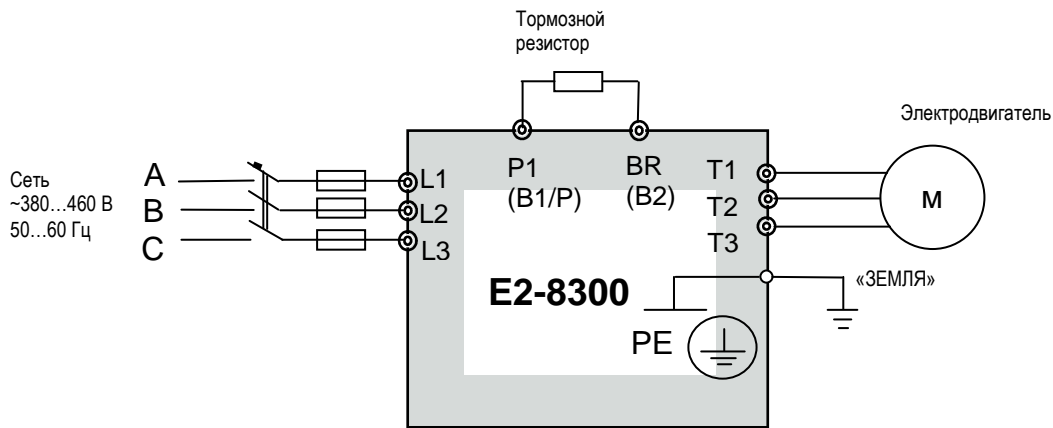 Тормозной
резистор
Электродвигатель
Сеть
~380...460 В
50...60 Гц
A
B
C
L1
L2
L3
P1
(B1/P)
BR
(B2)
T1
T2
T3
M
E2-8300
«ЗЕМЛЯ»
PE